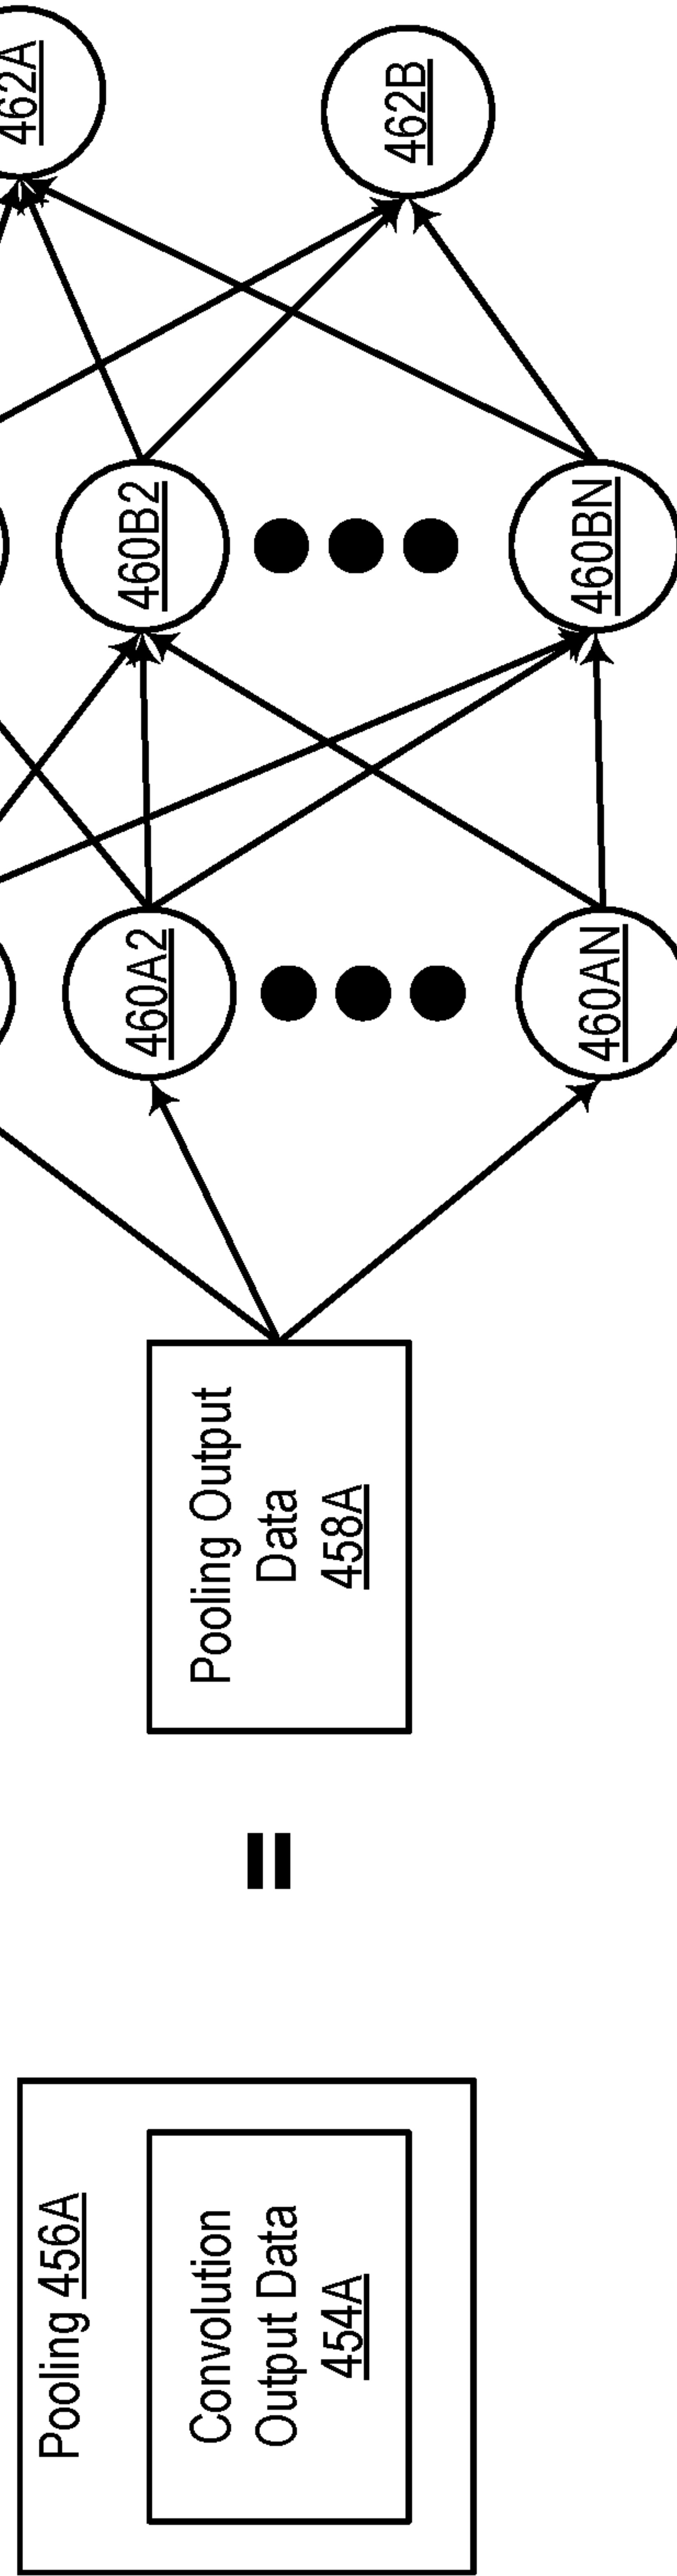 Pooling 456A
Convolution
Output Data
454A
=
Pooling Output
Data
458A
460A2
460AN
460B2
460BN
462A
462B